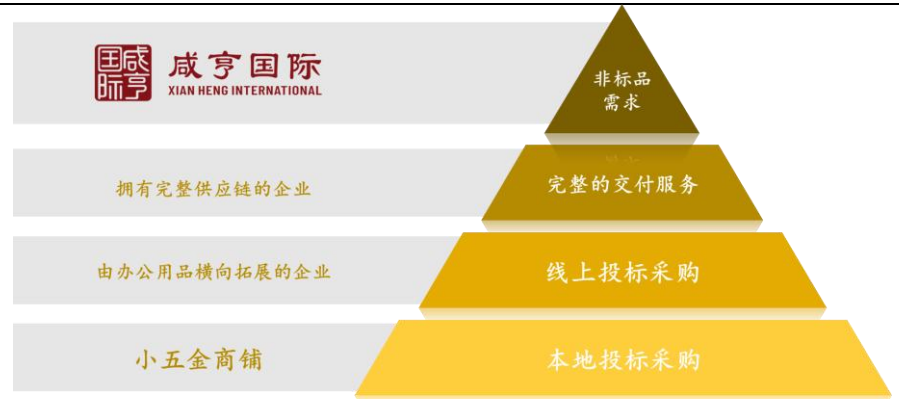 咸亨国际
咸亨国际
XIAN HENG INTERNATIONAL
非标品
需求
拥有完整供应链的企业
完整的交付服务
由办公用品横向拓展的企业
线上投标采购
小五金商铺
本地投标采购